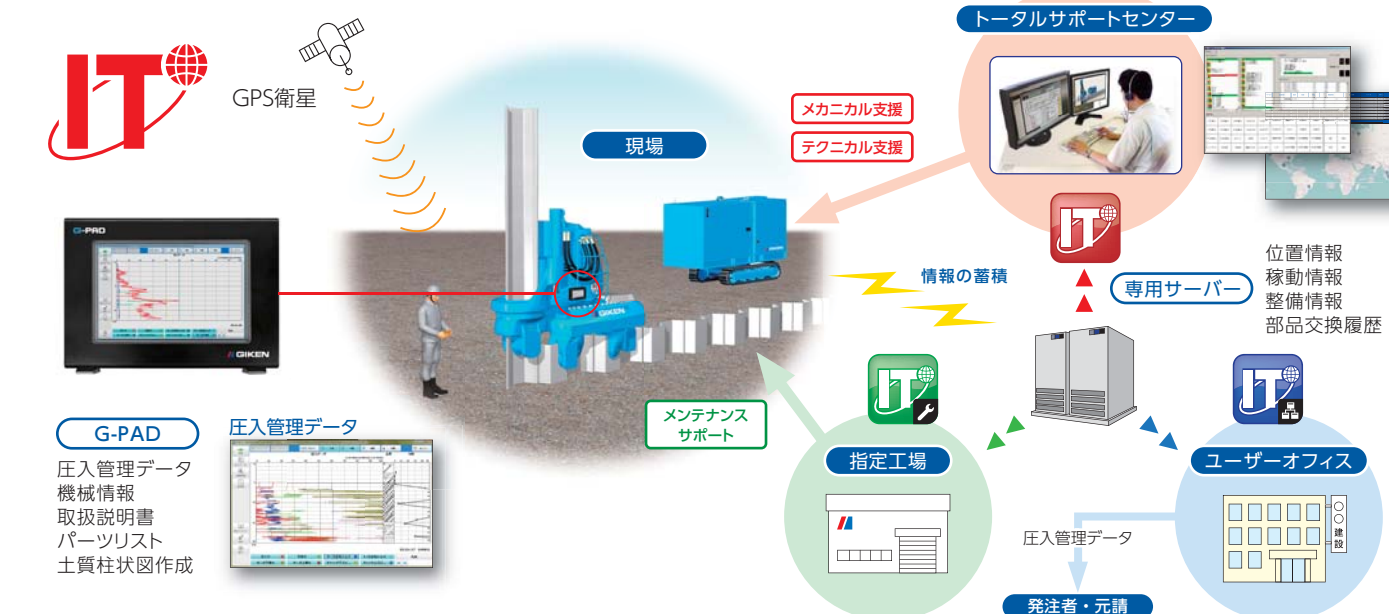 トータルサポートセンター
IT
GPS衛星
メカニカル支援
テクニカル支援
現場
G-PAD
GIKEN
GIKEN
IT
情報の蓄積
専用サーバー
位置情報
稼動情報
整備情報
部品交換履歴
IT
IT
メンテナンス
サポート
指定工場
ユーザーオフィス
G-PAD
圧入管理データ
機械情報
取扱説明書
パーツリスト
土質柱状図作成
圧入管理データ
〇〇建設
圧入管理データ
発注者・元請